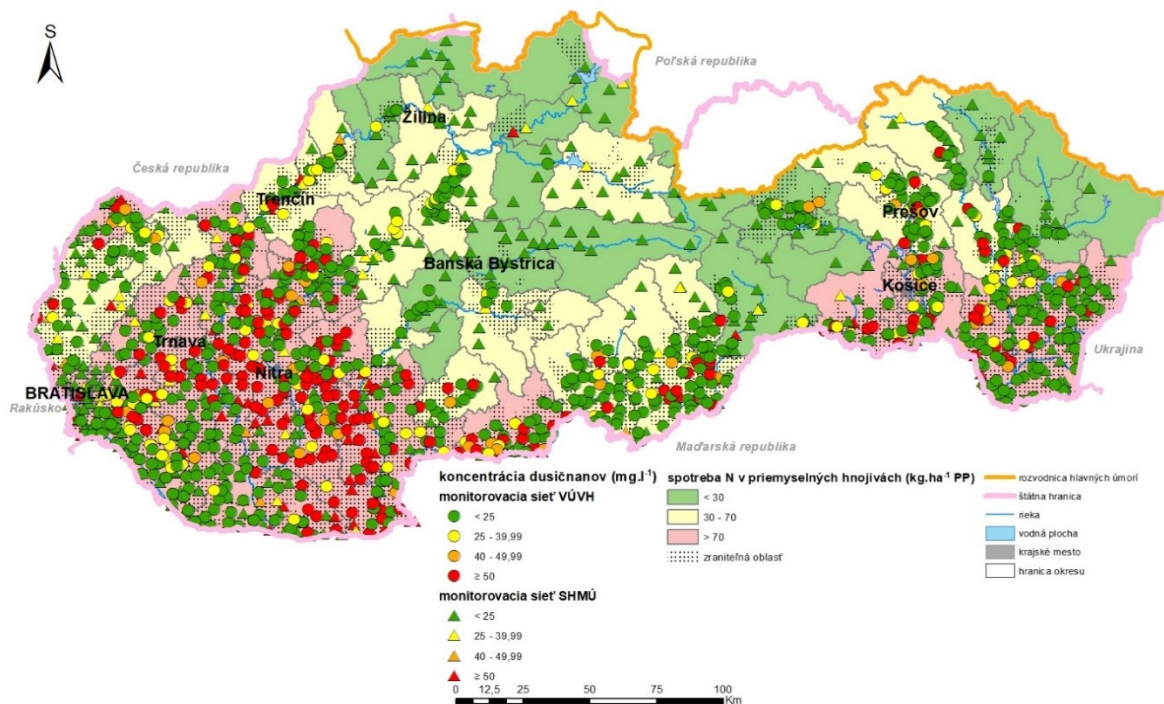 S
Poľská republika
Česká republika
Žilina
Trenčín
Prešov
Banská Bystrica
Košice
Trnava
Nitra
Ukrajina
BRATISLAVA
Rakúsko
Maďarská republika
koncentrácia dusičnanov (mg.l⁻¹)
monitorovacia sieť VÚVH
< 25
25 - 39,99
40 - 49,99
≥ 50
monitorovacia sieť SHMÚ
< 25
25 - 39,99
40 - 49,99
≥ 50
spotreba N v priemyselných hnojivách (kg.ha⁻¹ PP)
< 30
30 - 70
> 70
zraniteľná oblasť
rozvodnica hlavných úmorí
štátna hranica
rieka
vodná plocha
krajské mesto
hranica okresu
0 12,5 25 50 75 100
Km